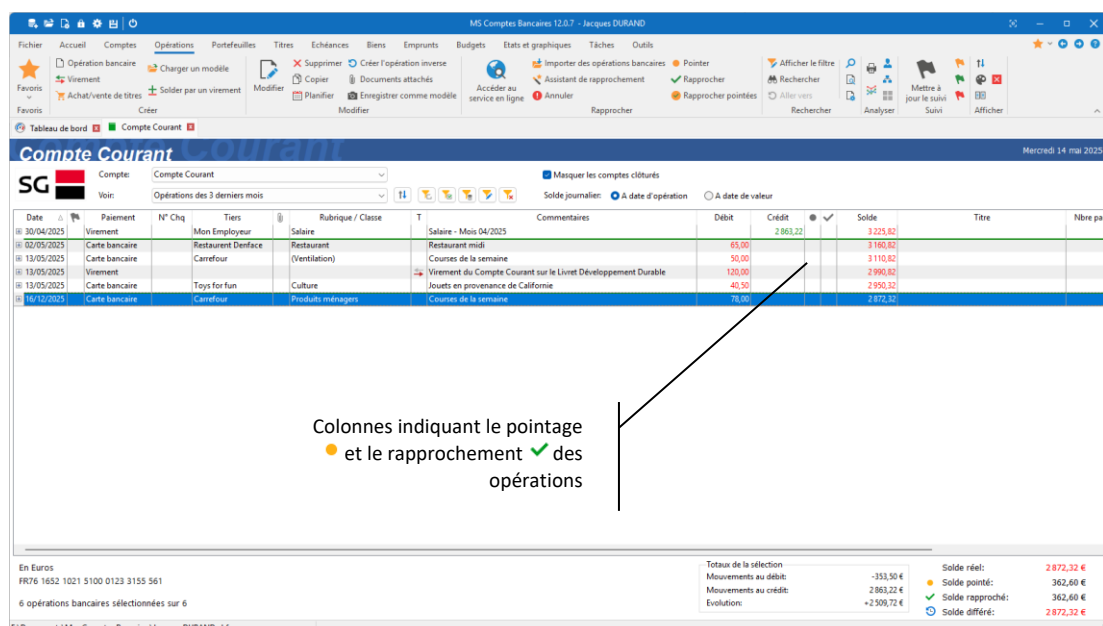 MS Comptes Bancaires 12.0.7 - Jacques DURAND
Fichier Accueil Comptes Opérations Portefeuilles Titres Echéances Biens Emprunts Budgets Etats et graphiques Tâches Outils
Favoris
Opération bancaire
Virement
Achat/vente de titres
Charger un modèle
Solder par un virement
Modifier
Supprimer
Copier
Planifier
Créer l'opération inverse
Documents attachés
Enregistrer comme modèle
Accéder au
service en ligne
Importer des opérations bancaires
Assistant de rapprochement
Annuler
Pointer
Rapprocher
Rapprocher pointées
Afficher le filtre
Rechercher
Aller vers
Mettre à
jour le suivi
Favoris Créer Modifier Rapprocher Rechercher Analyser Suivi Afficher
Tableau de bord Compte Courant
Compte Courant Mercredi 14 mai 2025
SG
Compte: Compte Courant Masquer les comptes clôturés
Voir: Opérations des 3 derniers mois Solde journalier: A date d'opération A date de valeur
Date Paiement N° Chq Tiers Rubrique / Classe T Commentaires Débit Crédit Solde Titre Nbre pa
30/04/2025 Virement Mon Employeur Salaire Salaire - Mois 04/2025 2 863,22 3 225,82
02/05/2025 Carte bancaire Restaurent Denface Restaurant Restaurant midi 65,00 3 160,82
13/05/2025 Carte bancaire Carrefour (Ventilation) Courses de la semaine 50,00 3 110,82
13/05/2025 Virement Virement du Compte Courant sur le Livret Développement Durable 120,00 2 990,82
13/05/2025 Carte bancaire Toys for fun Culture Jouets en provenance de Californie 40,50 2 950,32
16/12/2025 Carte bancaire Carrefour Produits ménagers Courses de la semaine 78,00 2 872,32
Colonnes indiquant le pointage
et le rapprochement des
opérations
En Euros
FR76 1652 1021 5100 0123 3155 561
6 opérations bancaires sélectionnées sur 6
Totaux de la sélection
Mouvements au débit: -353,50 €
Mouvements au crédit: 2 863,22 €
Evolution: +2 509,72 €
Solde réel: 2 872,32 €
Solde pointé: 362,60 €
Solde rapproché: 362,60 €
Solde différé: 2 872,32 €